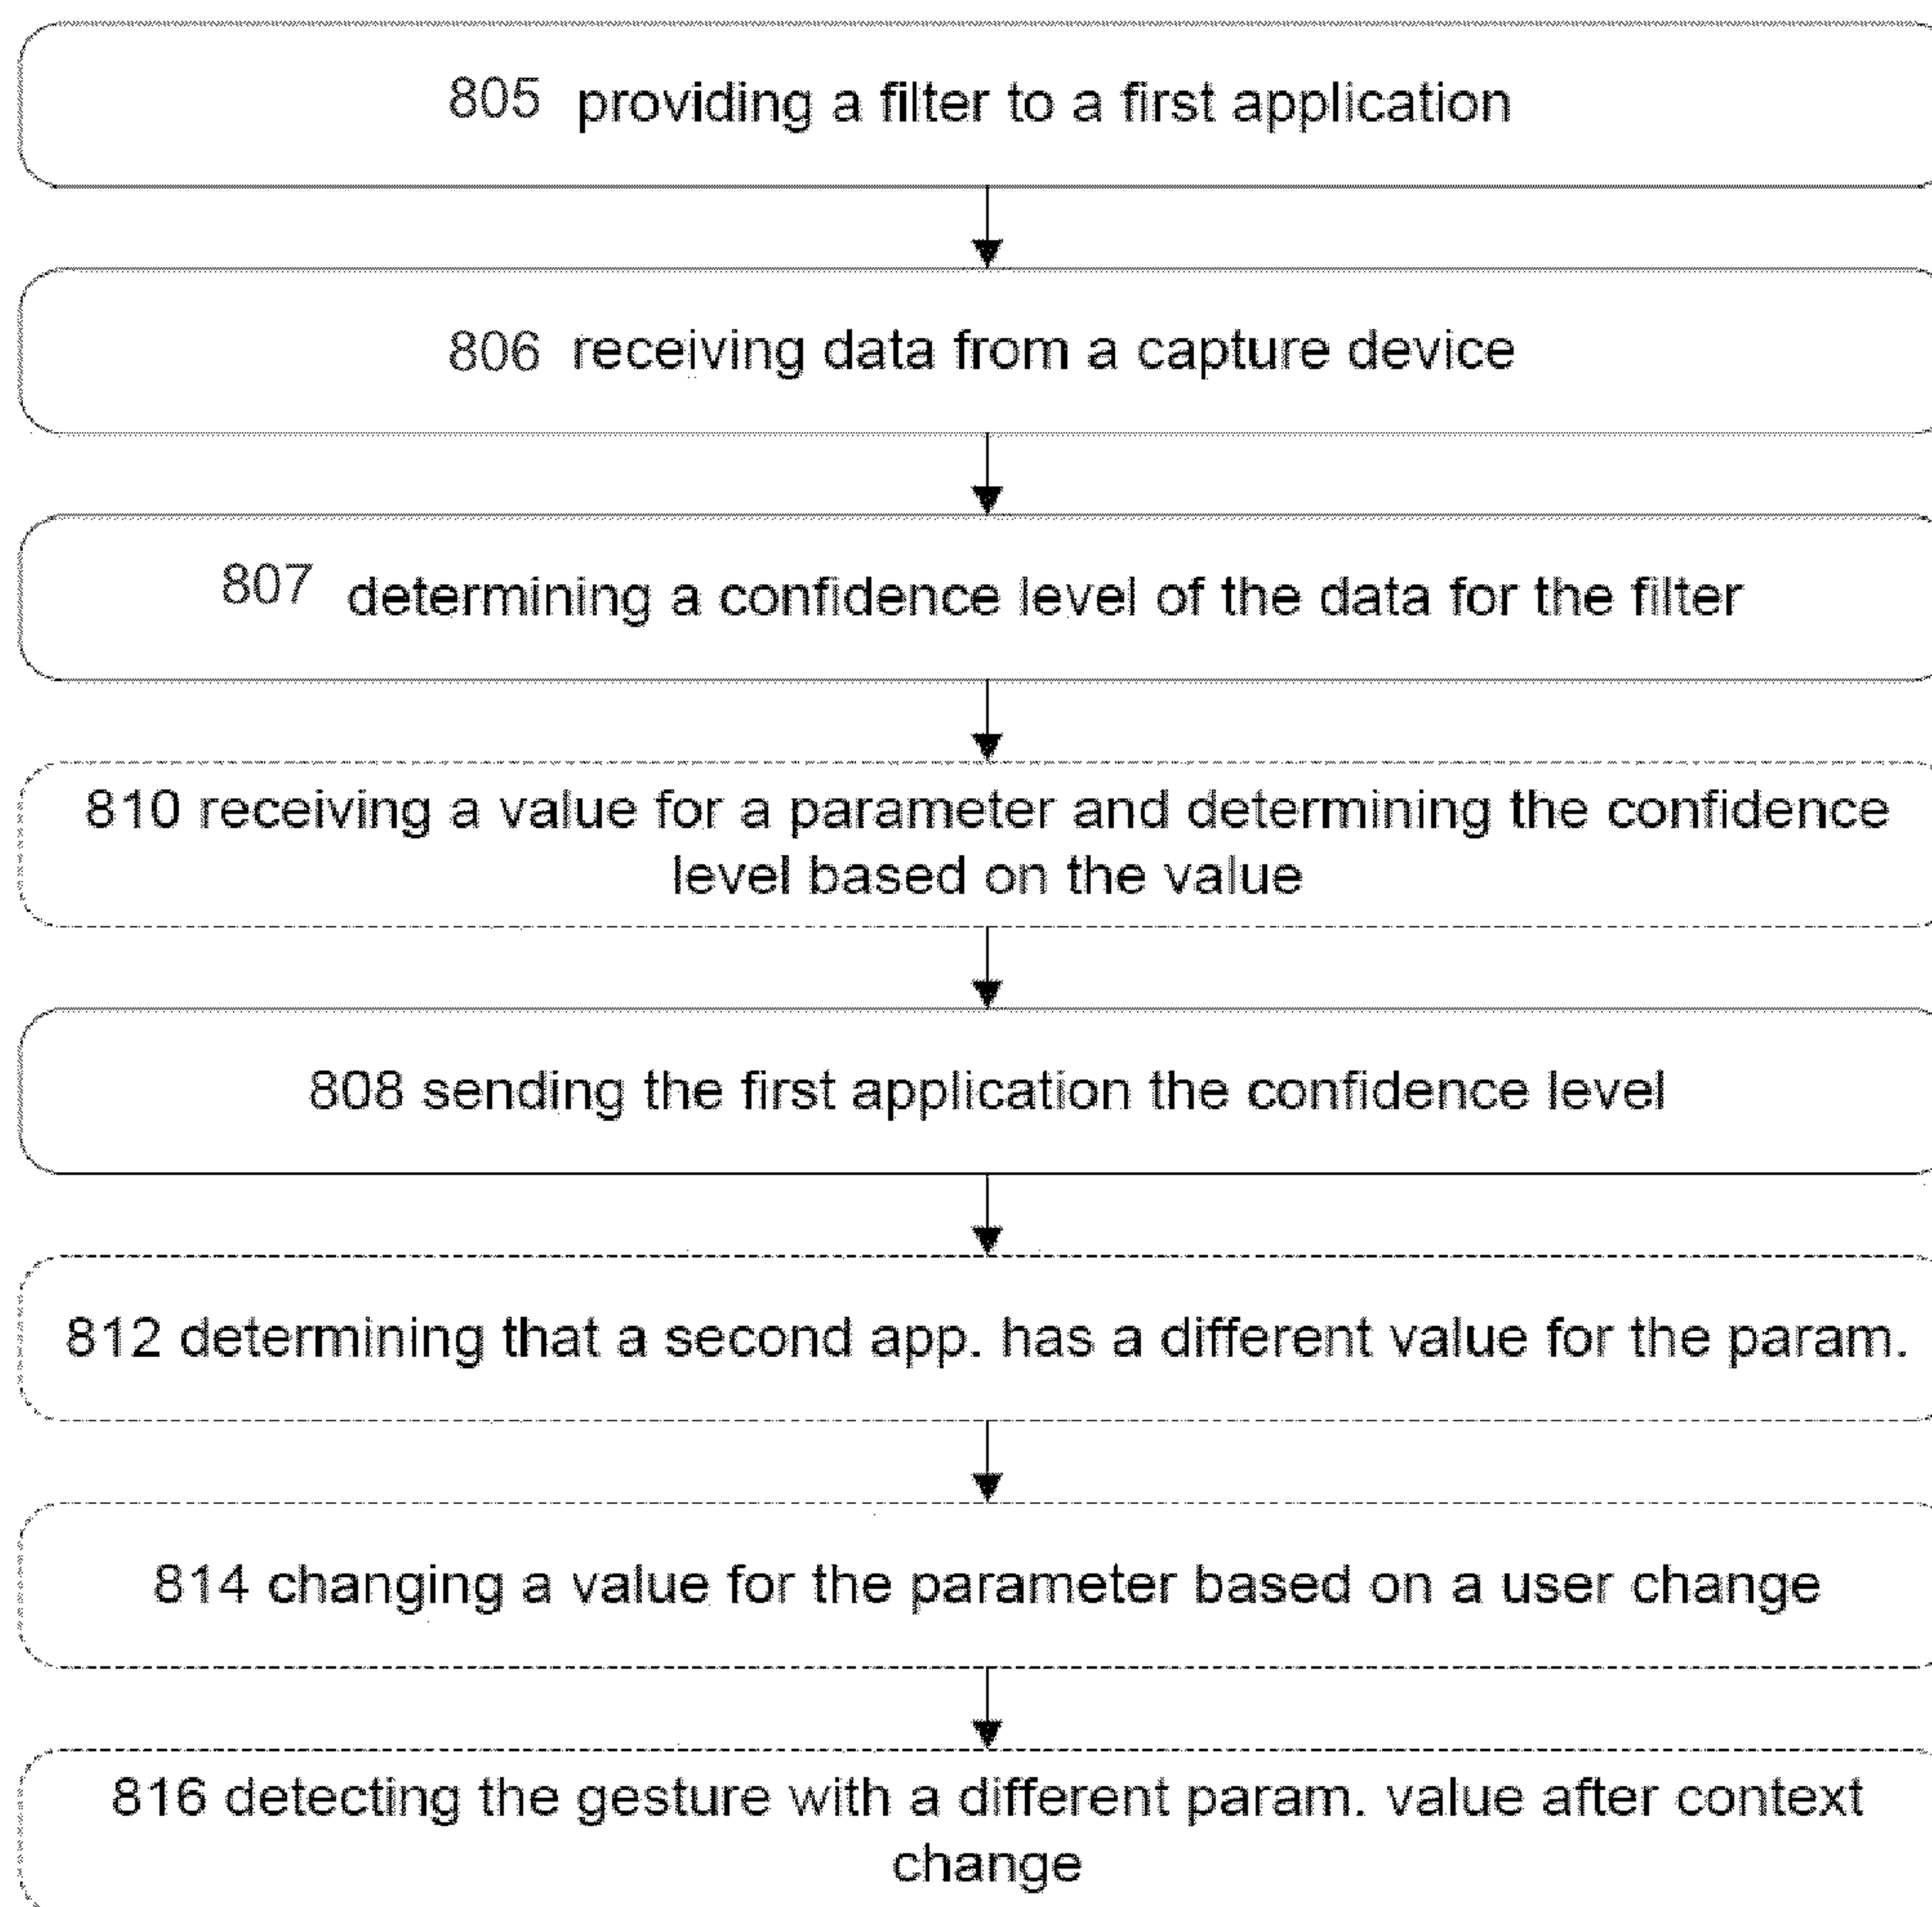 805 providing a filter to a first application
806 receiving data from a capture device
807 determining a confidence level of the data for the filter
810 receiving a value for a parameter and determining the confidence
level based on the value
808 sending the first application the confidence level
812 determining that a second app. has a different value for the param.
814 changing a value for the parameter based on a user change
816 detecting the gesture with a different param. value after context
change